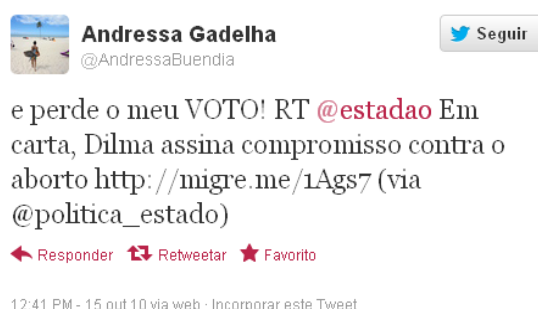 Andressa Gadelha
@AndressaBuendia
Seguir
e perde o meu VOTO! RT @estadao Em
carta, Dilma assina compromisso contra o
aborto http://migre.me/1Ags7 (via
@politica_estado)
Responder Retweetar Favorito
12:41 PM - 15 out 10 via web · Incorporar este Tweet